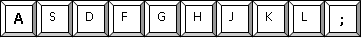 A S D F G H J K L ;